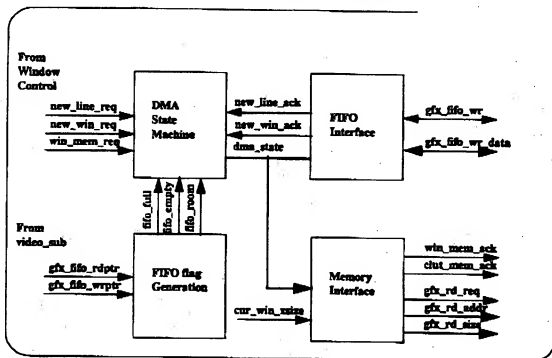 From
Window
Control
new_line_req
new_win_req
win_mem_req
DMA
State
Machine
new_line_ack
new_win_ack
dma_state
FIFO
Interface
gfx_fifo_wr
gfx_fifo_wr_data
fifo_full
fifo_empty
fifo_room
From
video_sub
gfx_fifo_rdptr
gfx_fifo_wrptr
FIFO flag
Generation
cur_win_xsize
Memory
Interface
win_mem_ack
clut_mem_ack
gfx_rd_req
gfx_rd_addr
gfx_rd_size